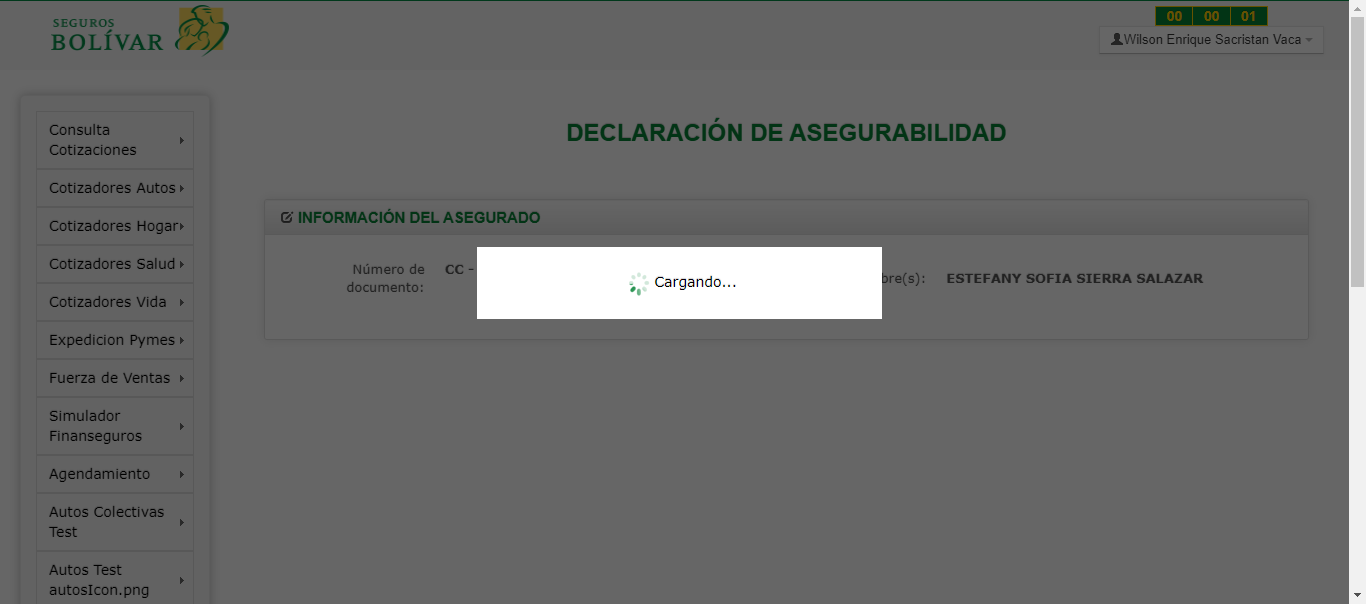 SEGUROS
BOLÍVAR
00 00 01
Wilson Enrique Sacristan Vaca
Consulta
Cotizaciones
Cotizadores Autos
Cotizadores Hogar
Cotizadores Salud
Cotizadores Vida
Expedicion Pymes
Fuerza de Ventas
Simulador
Finanseguros
Agendamiento
Autos Colectivas
Test
Autos Test
autosIcon.png
DECLARACIÓN DE ASEGURABILIDAD
INFORMACIÓN DEL ASEGURADO
Número de
documento:
CC -
Cargando...
bre(s):
ESTEFANY SOFIA SIERRA SALAZAR